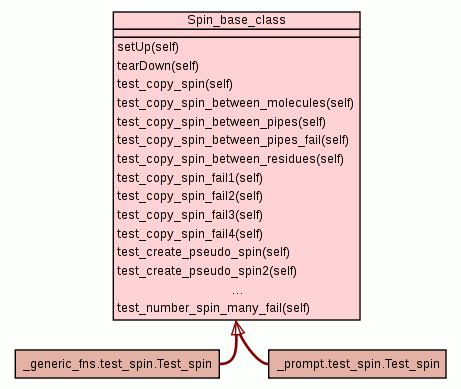 Spin_base_class
setUp(self)
tearDown(self)
test_copy_spin(self)
test_copy_spin_between_molecules(self)
test_copy_spin_between_pipes(self)
test_copy_spin_between_pipes_fail(self)
test_copy_spin_between_residues(self)
test_copy_spin_fail1(self)
test_copy_spin_fail2(self)
test_copy_spin_fail3(self)
test_copy_spin_fail4(self)
test_create_pseudo_spin(self)
test_create_pseudo_spin2(self)
...
test_number_spin_many_fail(self)
_generic_fns.test_spin.Test_spin
_prompt.test_spin.Test_spin